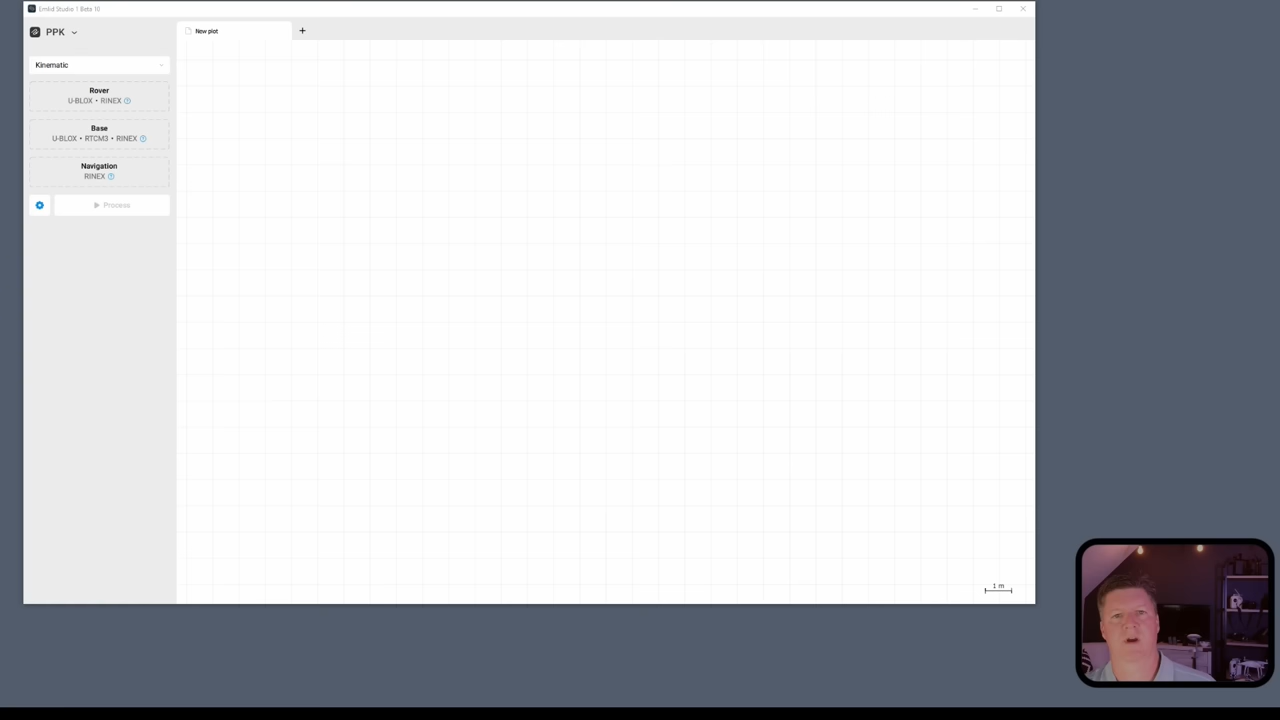 Emlid Studio 1 Beta 10
PPK
New plot
Kinematic
Rover
U-BLOX • RINEX
Base
U-BLOX • RTCM3 • RINEX
Navigation
RINEX
Process
1 m